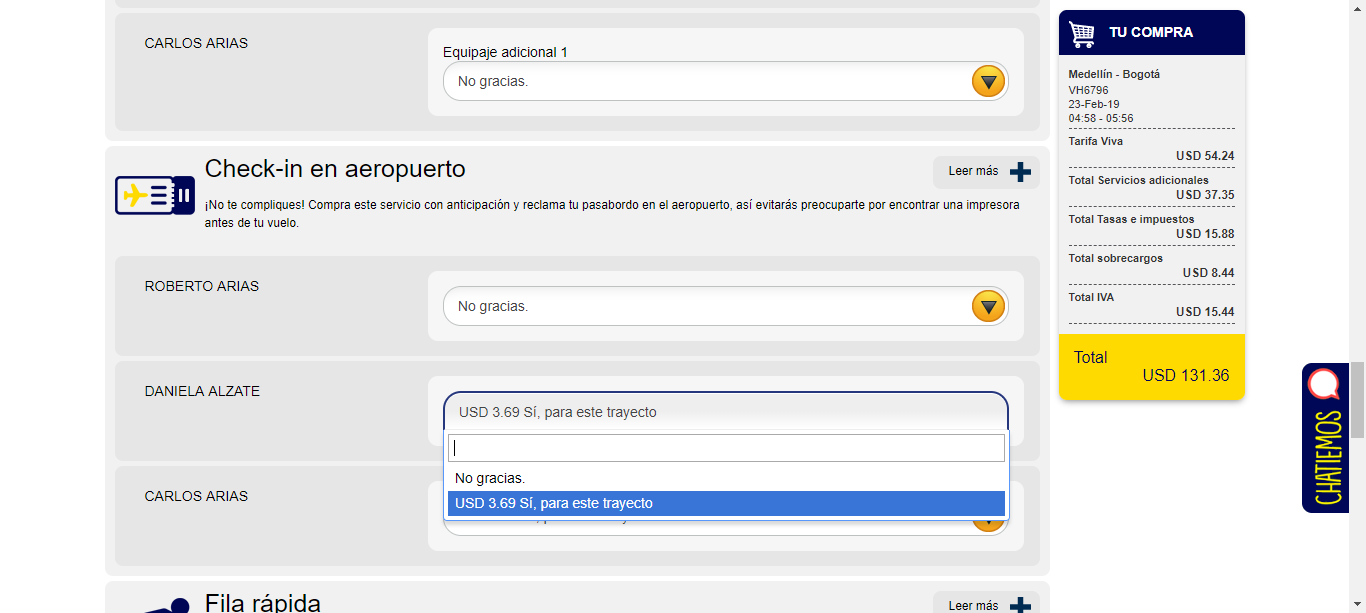 CARLOS ARIAS
Equipaje adicional 1
No gracias.
Check-in en aeropuerto
Leer más
¡No te compliques! Compra este servicio con anticipación y reclama tu pasabordo en el aeropuerto, así evitarás preocuparte por encontrar una impresora
antes de tu vuelo.
ROBERTO ARIAS
No gracias.
DANIELA ALZATE
USD 3.69 Sí, para este trayecto
No gracias.
USD 3.69 Sí, para este trayecto
CARLOS ARIAS
Fila rápida
Leer más
TU COMPRA
Medellín - Bogotá
VH6796
23-Feb-19
04:58 - 05:56
Tarifa Viva
USD 54.24
Total Servicios adicionales
USD 37.35
Total Tasas e impuestos
USD 15.88
Total sobrecargos
USD 8.44
Total IVA
USD 15.44
Total
USD 131.36
CHATIEMOS